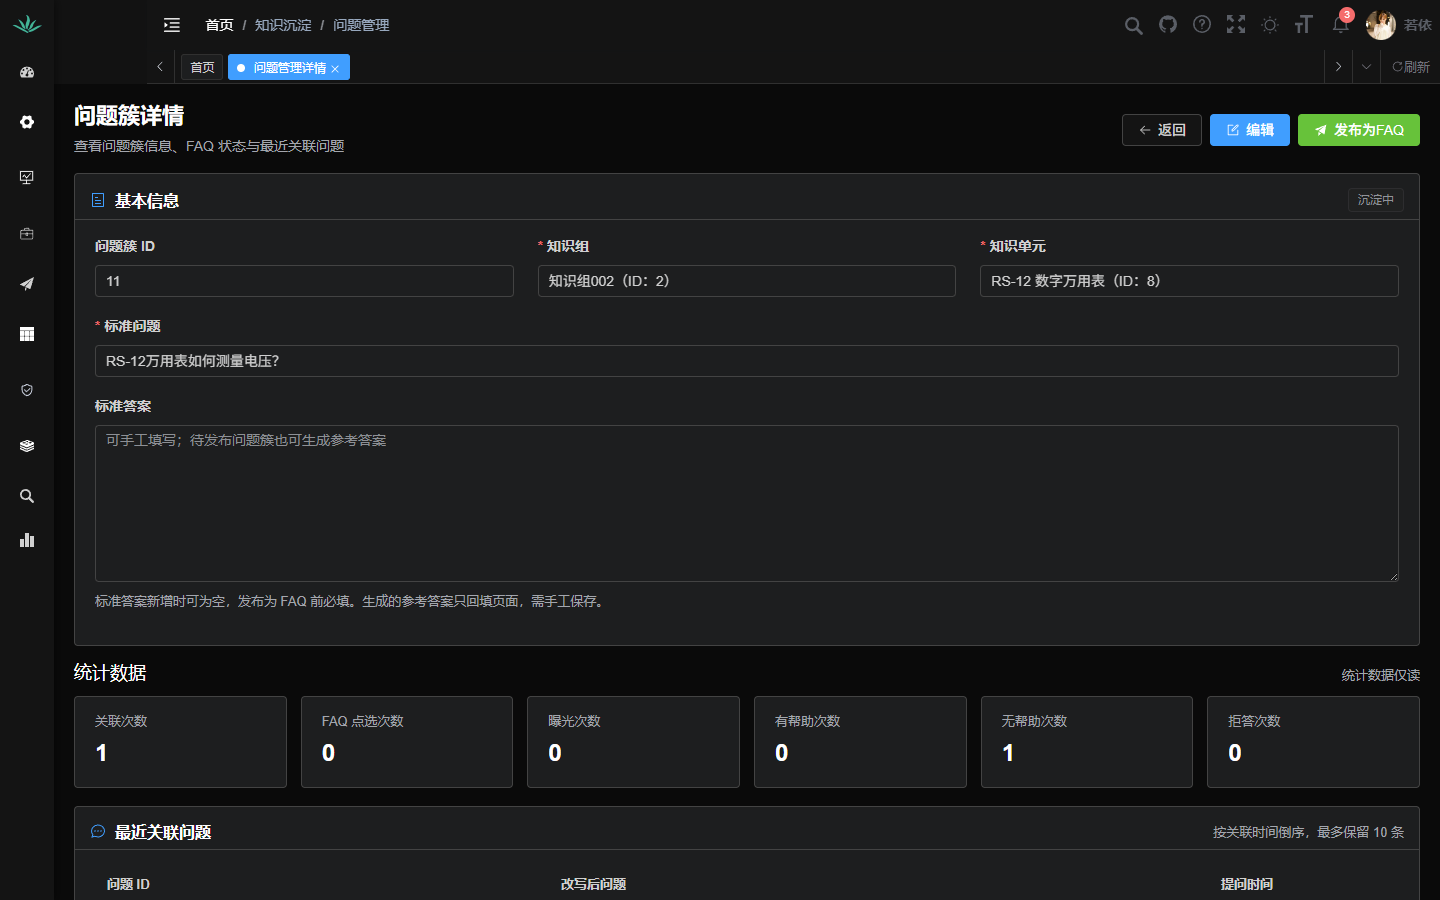 首页 / 知识沉淀 / 问题管理
3
若依
首页
问题管理详情 ×
刷新
问题簇详情
查看问题簇信息、FAQ 状态与最近关联问题
返回
编辑
发布为FAQ
基本信息
沉淀中
问题簇 ID
* 知识组
* 知识单元
11
知识组002（ID：2）
RS-12 数字万用表（ID：8）
* 标准问题
RS-12万用表如何测量电压？
标准答案
可手工填写；待发布问题簇也可生成参考答案
标准答案新增时可为空，发布为 FAQ 前必填。生成的参考答案只回填页面，需手工保存。
统计数据
统计数据仅读
关联次数
1
FAQ 点选次数
0
曝光次数
0
有帮助次数
0
无帮助次数
1
拒答次数
0
最近关联问题
按关联时间倒序，最多保留 10 条
问题 ID
改写后问题
提问时间